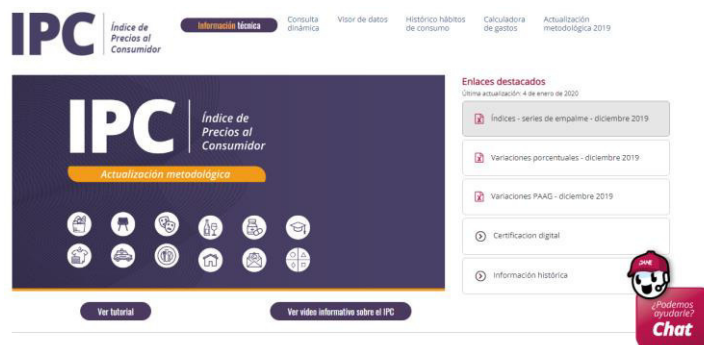 IPC
Índice de
Precios al
Consumidor
Información técnica
Consulta
dinámica
Visor de datos
Histórico hábitos
de consumo
Calculadora
de gastos
Actualización
metodológica 2019
IPC
Índice de
Precios al
Consumidor
Actualización metodológica
Ver tutorial
Ver video informativo sobre el IPC
Enlaces destacados
Última actualización: 4 de enero de 2020
Índices - series de empalme - diciembre 2019
Variaciones porcentuales - diciembre 2019
Variaciones PAAG - diciembre 2019
Certificacion digital
Información histórica
DANE
¿Podemos
ayudarle?
Chat